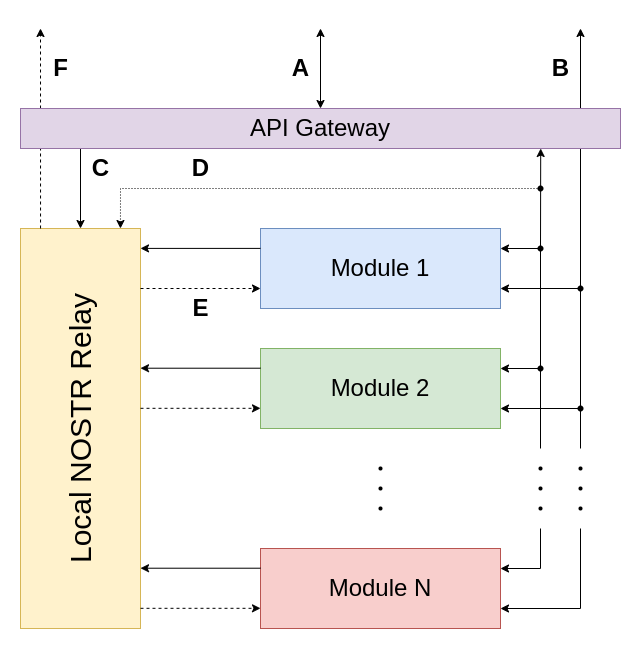 F
A
B
API Gateway
C
D
Module 1
E
Local NOSTR Relay
Module 2
Module N